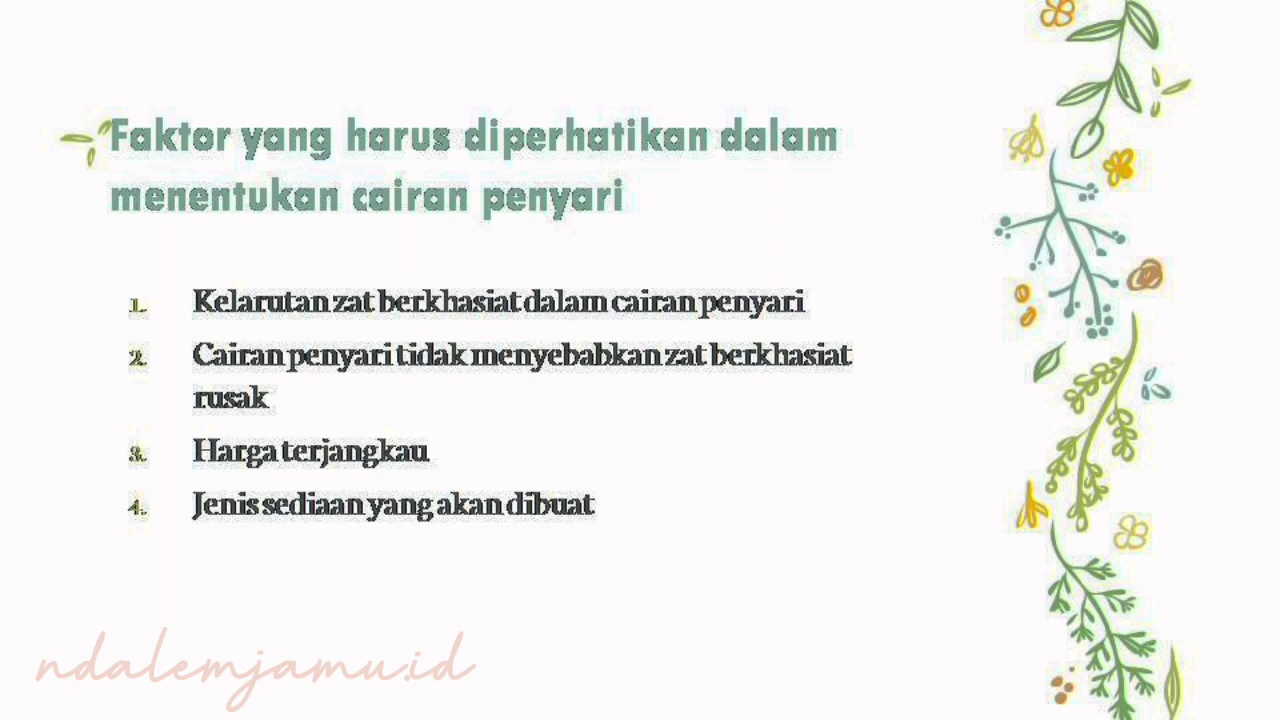 Faktor yang harus diperhatikan dalam
menentukan cairan penyari
1. Kelarutan zat berkhasiat dalam cairan penyari
2. Cairan penyari tidak menyebabkan zat berkhasiat
rusak
3. Harga terjangkau
4. Jenis sediaan yang akan dibuat
ndalemjamu.id